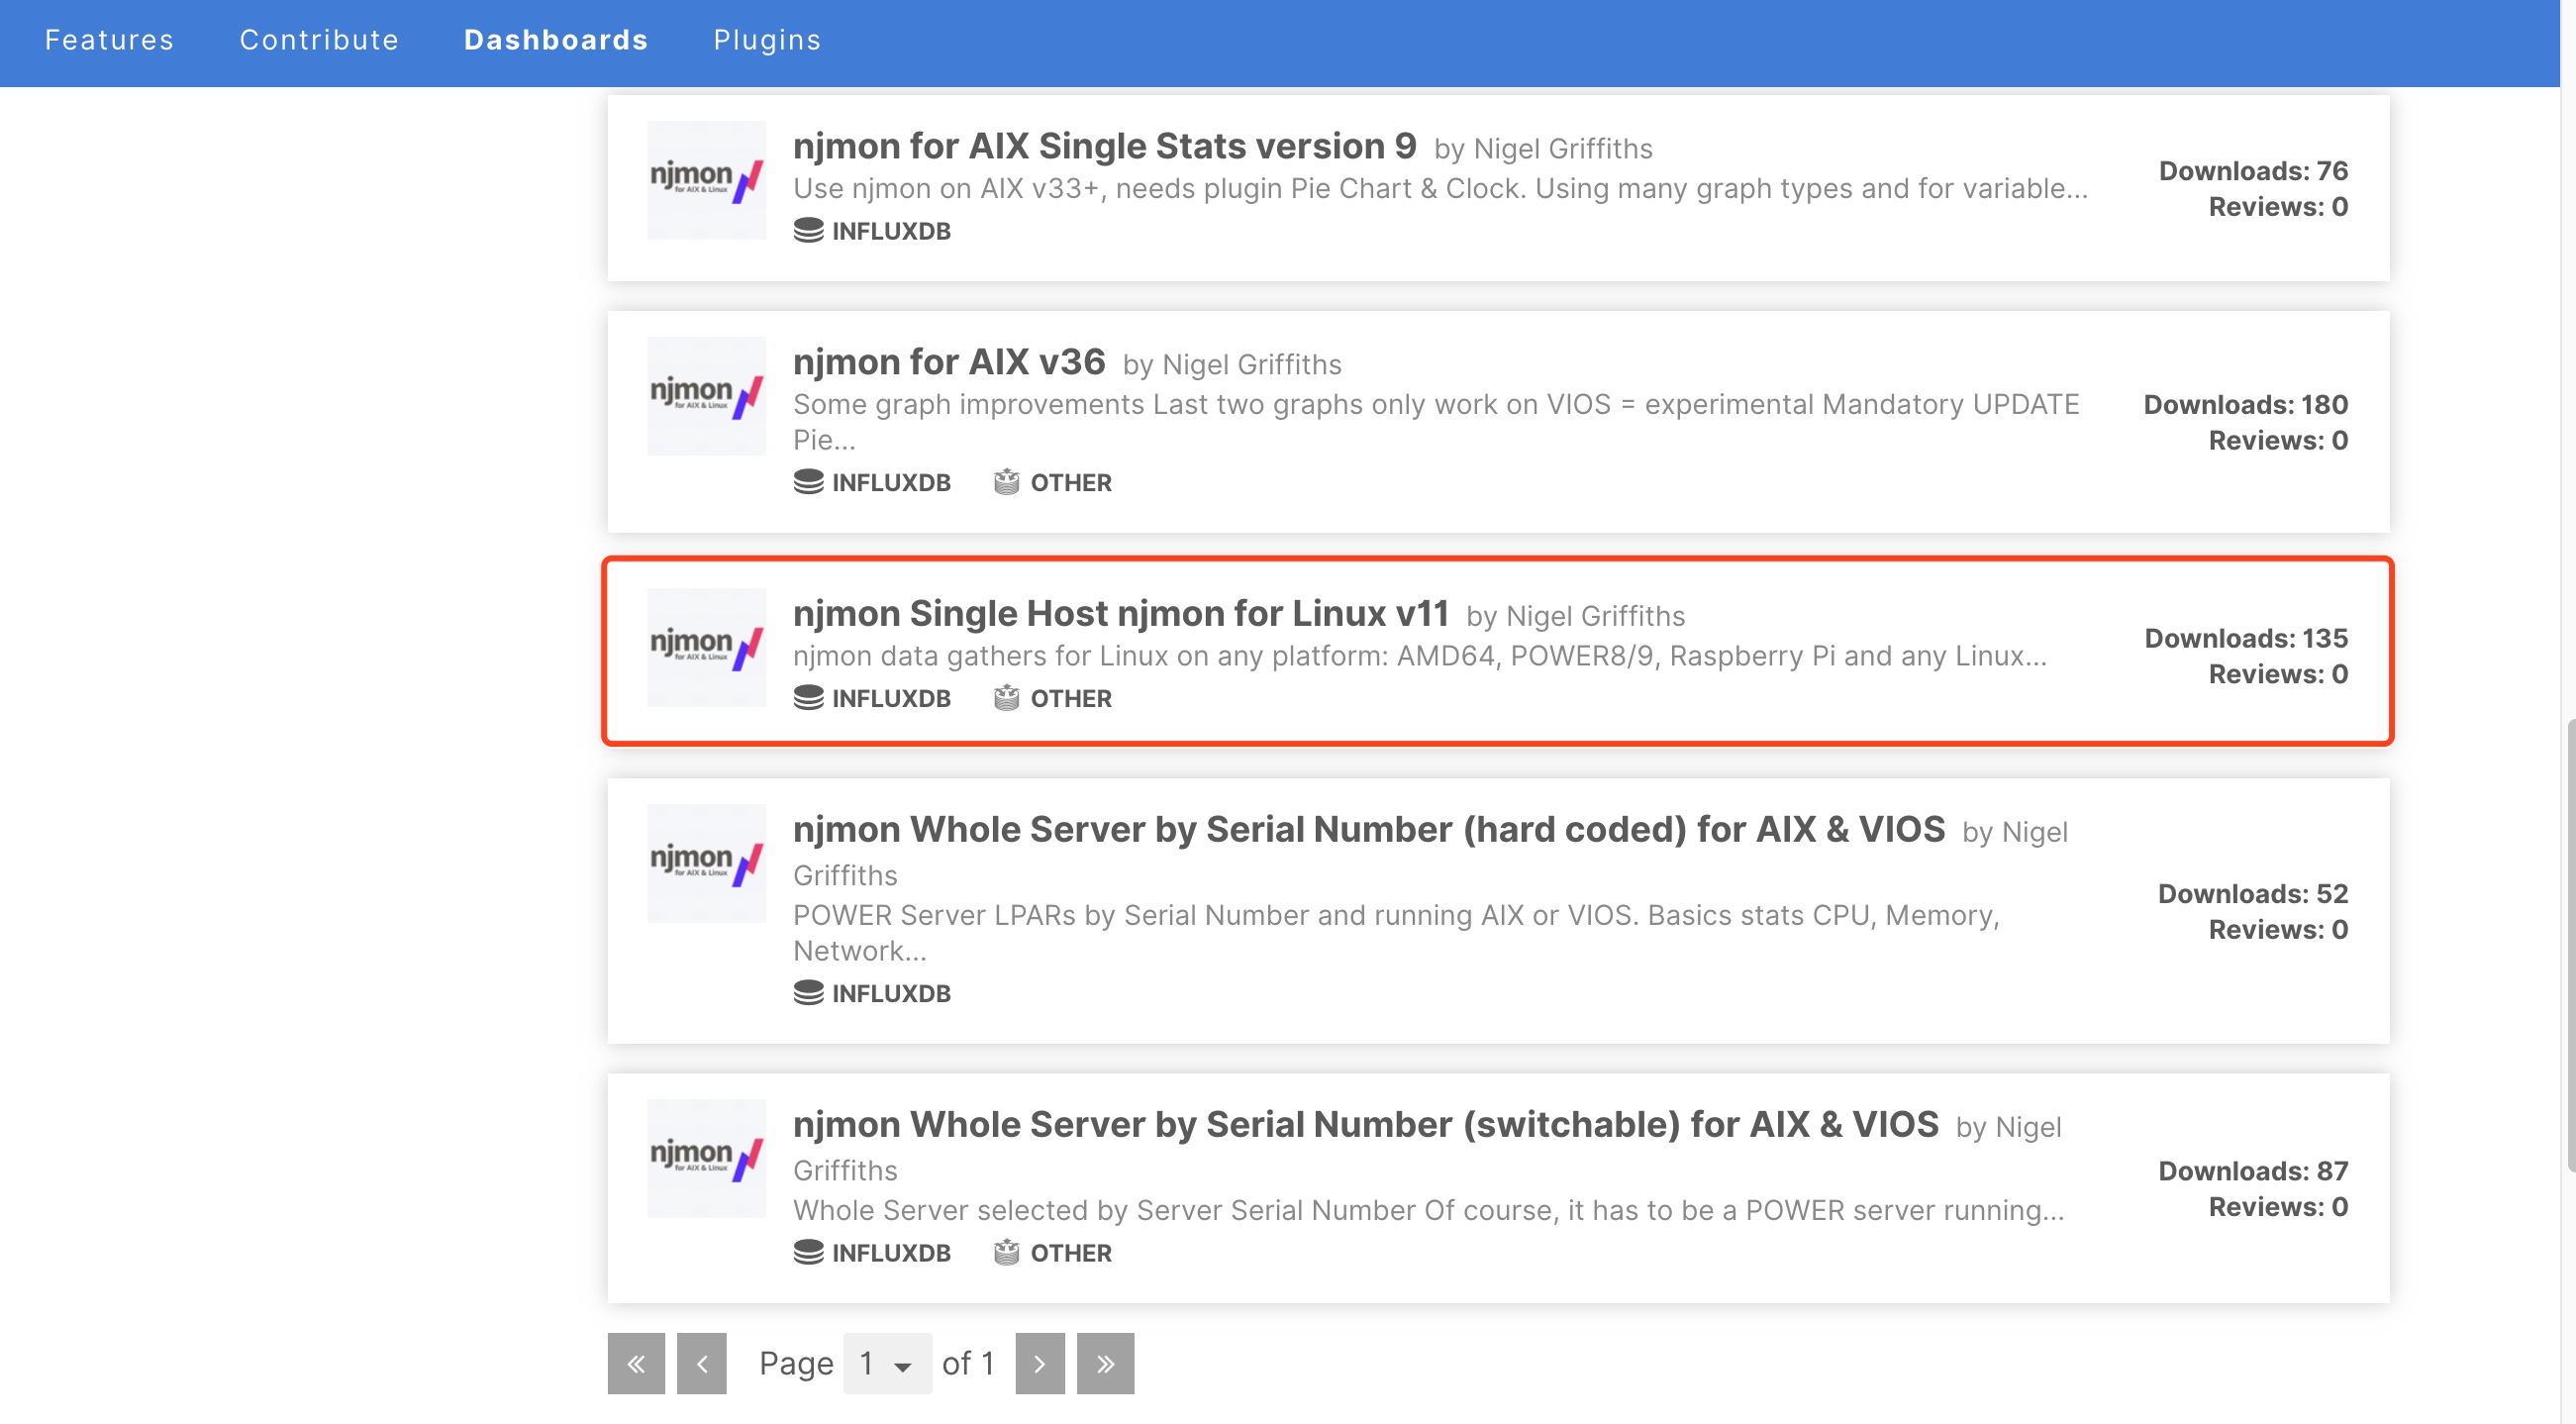 Features Contribute Dashboards Plugins
njmon for AIX & Linux
njmon for AIX Single Stats version 9 by Nigel Griffiths
Use njmon on AIX v33+, needs plugin Pie Chart & Clock. Using many graph types and for variable...
INFLUXDB
Downloads: 76
Reviews: 0
njmon for AIX & Linux
njmon for AIX v36 by Nigel Griffiths
Some graph improvements Last two graphs only work on VIOS = experimental Mandatory UPDATE
Pie...
INFLUXDB OTHER
Downloads: 180
Reviews: 0
njmon for AIX & Linux
njmon Single Host njmon for Linux v11 by Nigel Griffiths
njmon data gathers for Linux on any platform: AMD64, POWER8/9, Raspberry Pi and any Linux...
INFLUXDB OTHER
Downloads: 135
Reviews: 0
njmon for AIX & Linux
njmon Whole Server by Serial Number (hard coded) for AIX & VIOS by Nigel
Griffiths
POWER Server LPARs by Serial Number and running AIX or VIOS. Basics stats CPU, Memory,
Network...
INFLUXDB
Downloads: 52
Reviews: 0
njmon for AIX & Linux
njmon Whole Server by Serial Number (switchable) for AIX & VIOS by Nigel
Griffiths
Whole Server selected by Server Serial Number Of course, it has to be a POWER server running...
INFLUXDB OTHER
Downloads: 87
Reviews: 0
« ‹ Page 1 of 1 › »